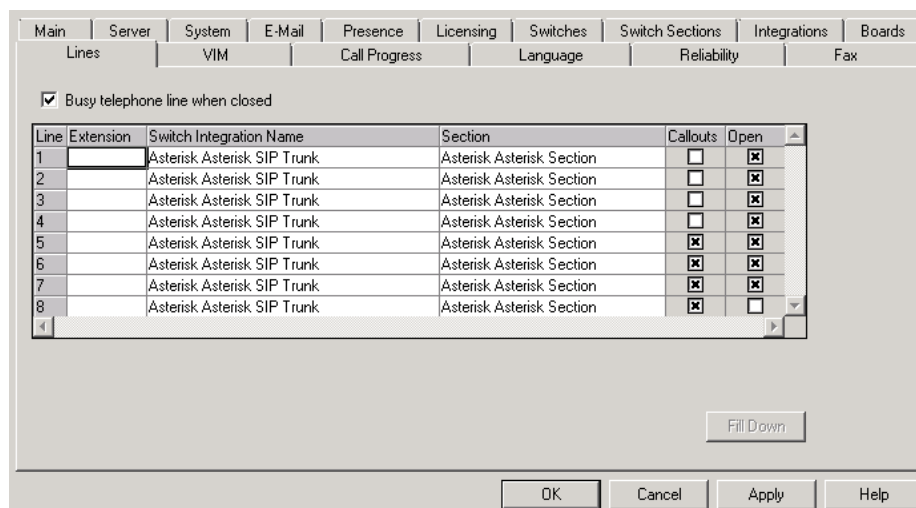 Main Server System E-Mail Presence Licensing Switches Switch Sections Integrations Boards
Lines VIM Call Progress Language Reliability Fax
Busy telephone line when closed
Line Extension Switch Integration Name Section Callouts Open
1 Asterisk Asterisk SIP Trunk Asterisk Asterisk Section
2 Asterisk Asterisk SIP Trunk Asterisk Asterisk Section
3 Asterisk Asterisk SIP Trunk Asterisk Asterisk Section
4 Asterisk Asterisk SIP Trunk Asterisk Asterisk Section
5 Asterisk Asterisk SIP Trunk Asterisk Asterisk Section
6 Asterisk Asterisk SIP Trunk Asterisk Asterisk Section
7 Asterisk Asterisk SIP Trunk Asterisk Asterisk Section
8 Asterisk Asterisk SIP Trunk Asterisk Asterisk Section
Fill Down
OK Cancel Apply Help